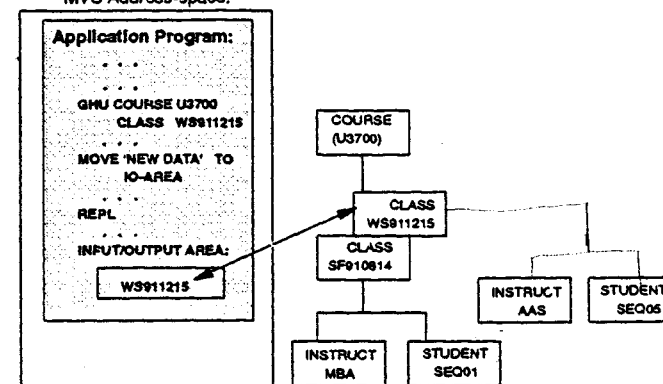 MVS Address-space:
Application Program:
. . .
. . .
GHU COURSE U3700
CLASS WS911215
. . .
MOVE 'NEW DATA' TO
IO-AREA
. . .
REPL
. . .
INPUT/OUTPUT AREA:
WS911215
COURSE
(U3700)
CLASS
WS911215
CLASS
SF910814
INSTRUCT
AAS
STUDENT
SEQ05
INSTRUCT
MBA
STUDENT
SEQ01